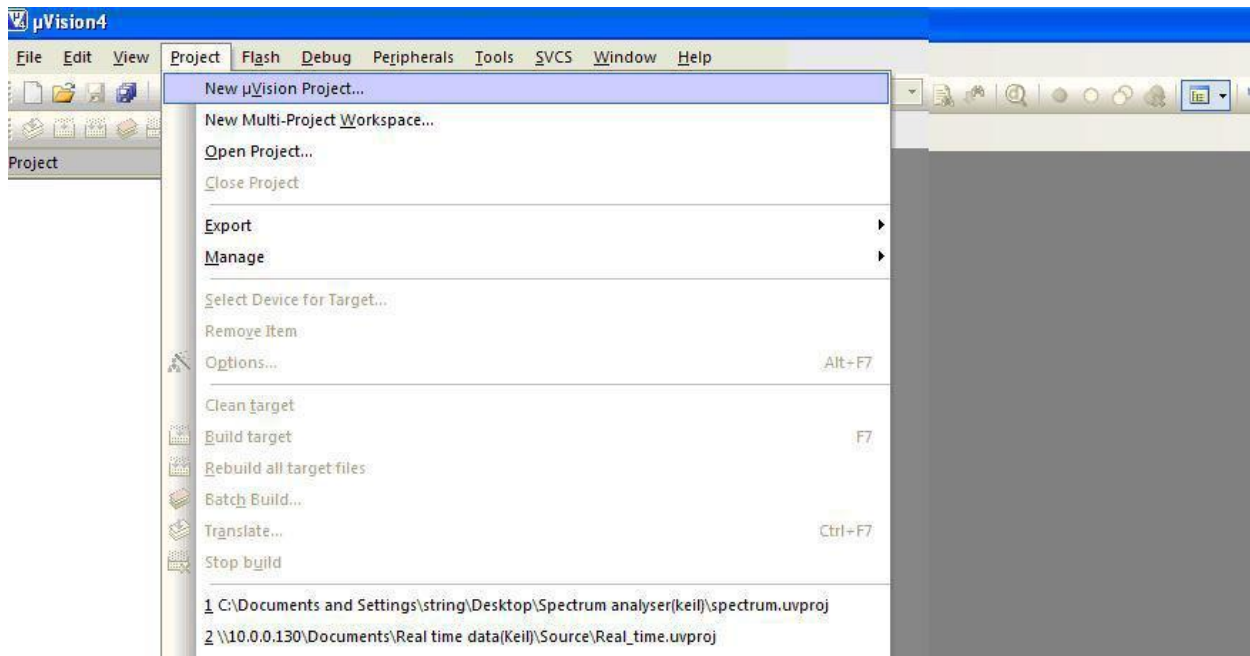 µVision4
File Edit View Project Flash Debug Peripherals Tools SVCS Window Help
New µVision Project...
New Multi-Project Workspace...
Open Project...
Project
Close Project
Export
Manage
Select Device for Target...
Remove Item
Options... Alt+F7
Clean target
Build target F7
Rebuild all target files
Batch Build...
Translate... Ctrl+F7
Stop build
1 C:\Documents and Settings\string\Desktop\Spectrum analyser(keil)\spectrum.uvproj
2 \\10.0.0.130\Documents\Real time data(Keil)\Source\Real_time.uvproj